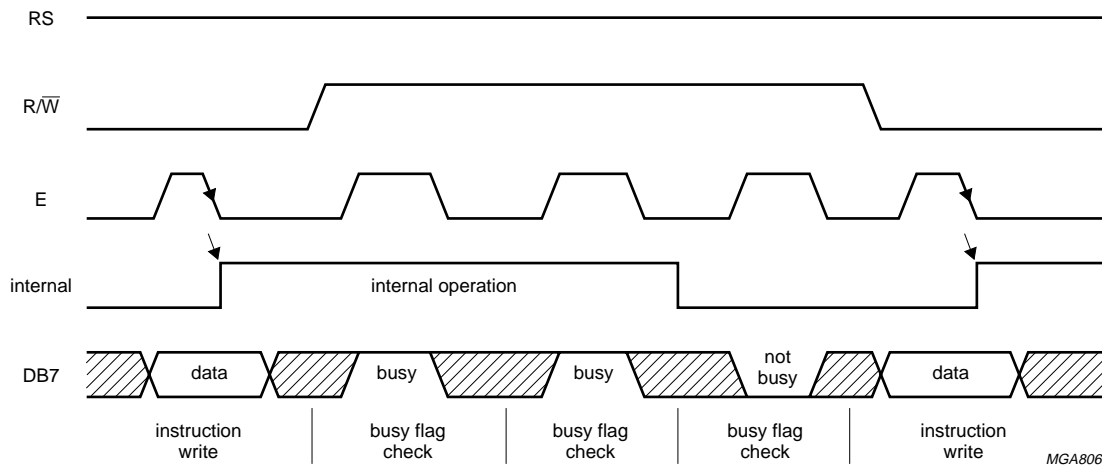 RS
R/W̅
E
internal
internal operation
DB7
data
busy
busy
not
busy
data
instruction
write
busy flag
check
busy flag
check
busy flag
check
instruction
write
MGA806